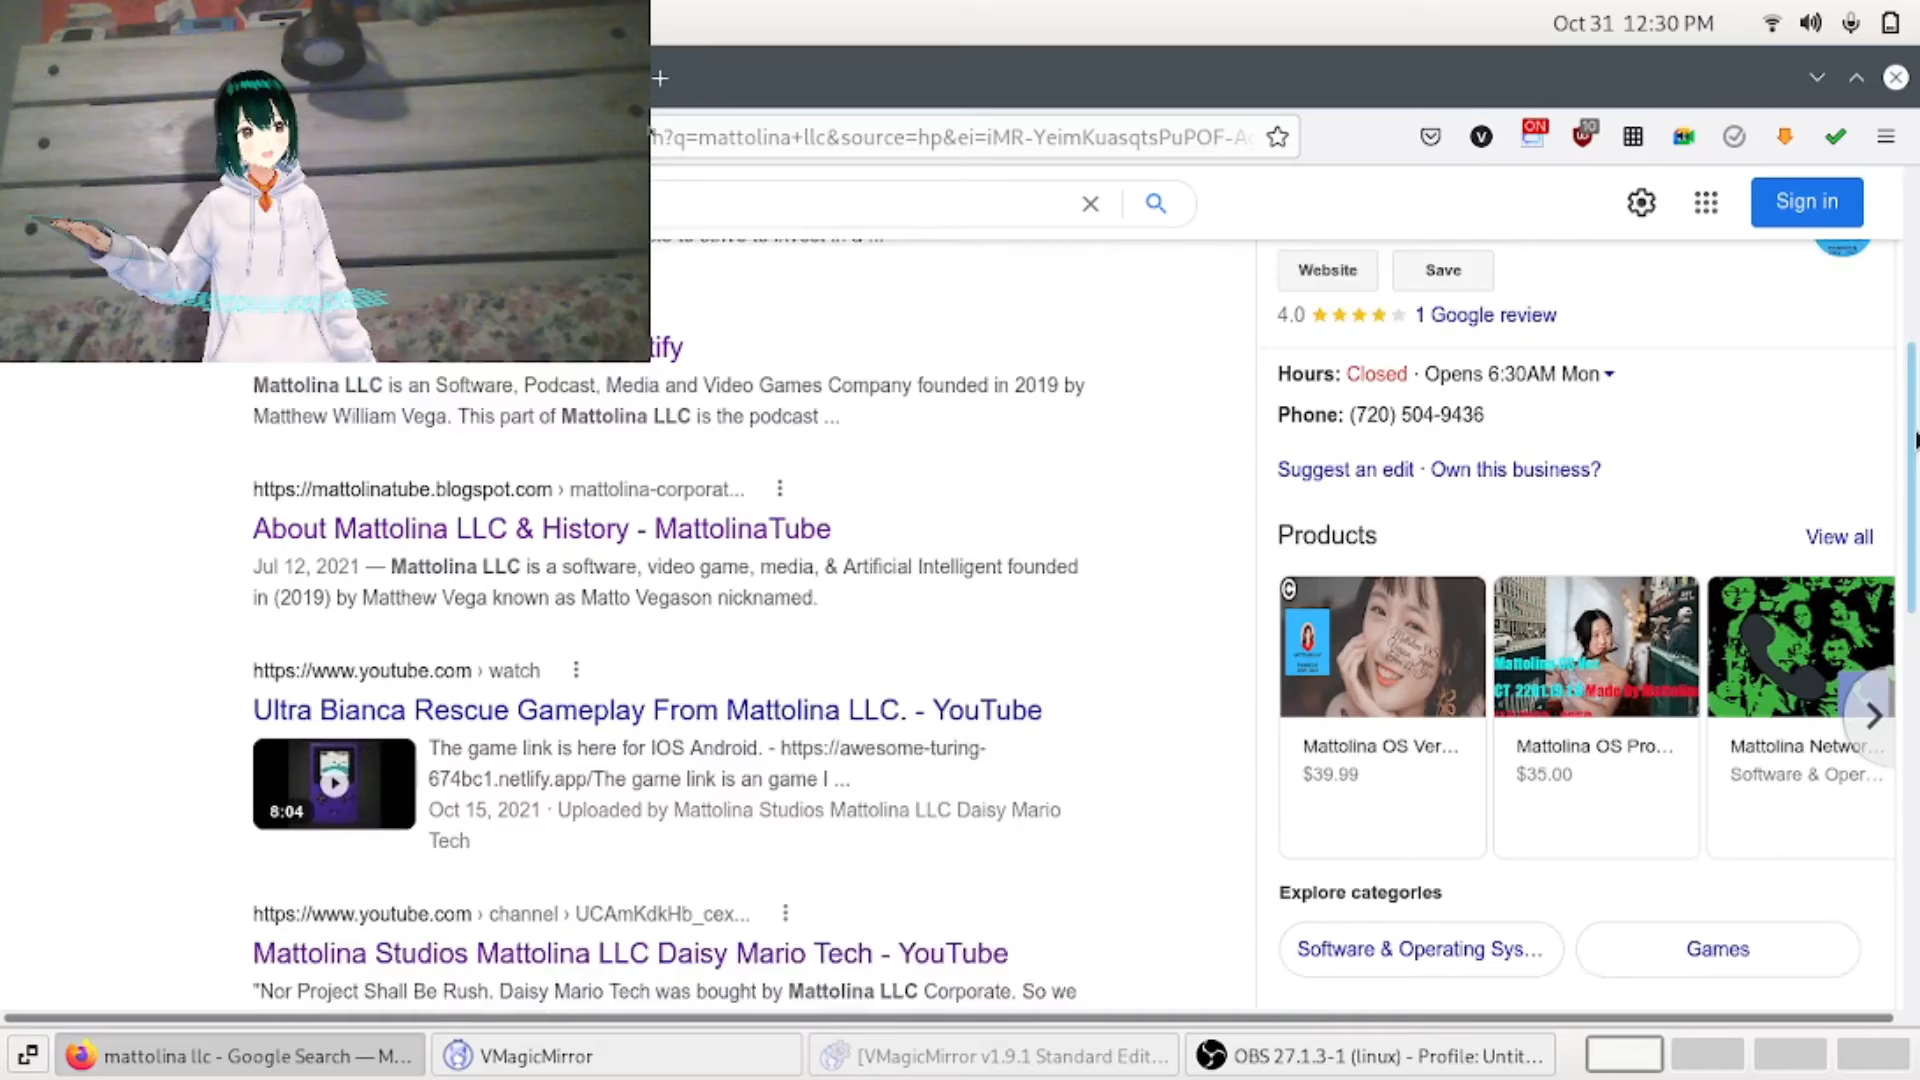 Oct 31 12:30 PM
+
h?q=mattolina+llc&source=hp&ei=iMR-YeimKuasqtsPuPOF-A
ON
10
Sign in
Website
Save
4.0
1 Google review
tify
Mattolina LLC is an Software, Podcast, Media and Video Games Company founded in 2019 by
Matthew William Vega. This part of Mattolina LLC is the podcast ...
Hours: Closed · Opens 6:30AM Mon
Phone: (720) 504-9436
Suggest an edit · Own this business?
https://mattolinatube.blogspot.com › mattolina-corporat...
About Mattolina LLC & History - MattolinaTube
Jul 12, 2021 — Mattolina LLC is a software, video game, media, & Artificial Intelligent founded
in (2019) by Matthew Vega known as Matto Vegason nicknamed.
Products
View all
Mattolina OS Ver...
$39.99
Mattolina OS Pro...
$35.00
Mattolina Networ...
Software & Oper...
https://www.youtube.com › watch
Ultra Bianca Rescue Gameplay From Mattolina LLC. - YouTube
The game link is here for IOS Android. - https://awesome-turing-
674bc1.netlify.app/The game link is an game I ...
8:04
Oct 15, 2021 · Uploaded by Mattolina Studios Mattolina LLC Daisy Mario
Tech
Explore categories
Software & Operating Sys...
Games
https://www.youtube.com › channel › UCAmKdkHb_cex...
Mattolina Studios Mattolina LLC Daisy Mario Tech - YouTube
"Nor Project Shall Be Rush. Daisy Mario Tech was bought by Mattolina LLC Corporate. So we
mattolina llc - Google Search — M...
VMagicMirror
[VMagicMirror v1.9.1 Standard Edit...
OBS 27.1.3-1 (linux) - Profile: Untit...